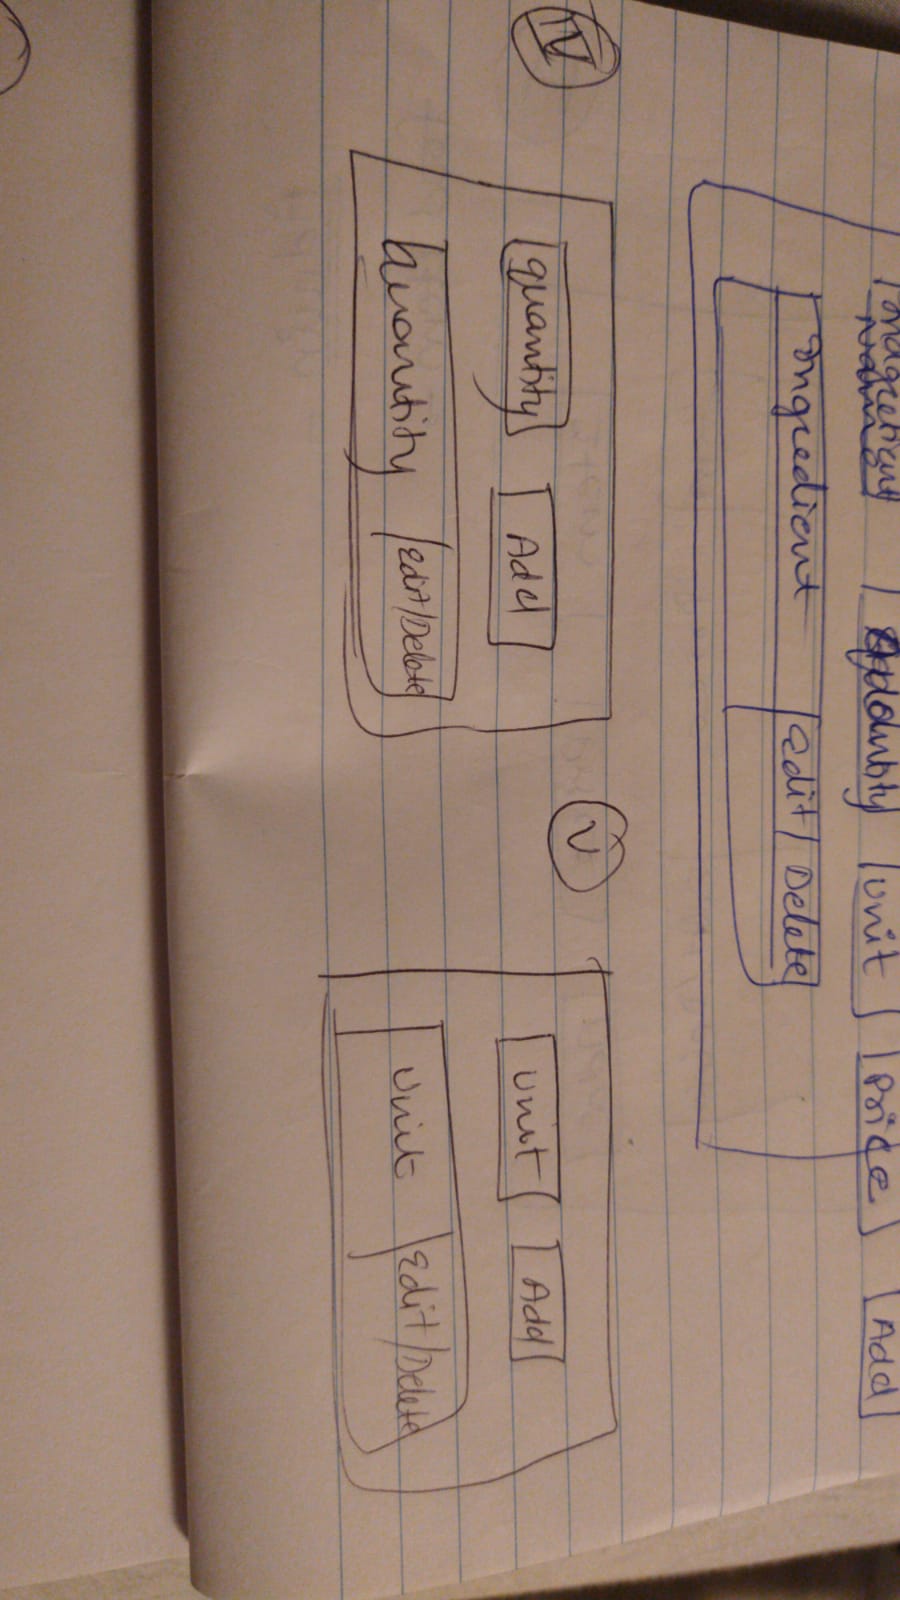 Ingredient Name Quantity Unit Price Add
Ingredient Edit/Delete
IV
V
Quantity Add
Unit Add
Quantity Edit/Delete
Unit Edit/Delete